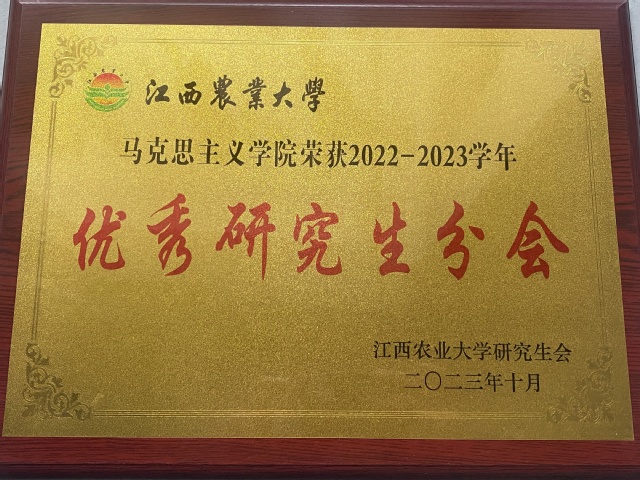 江西農業大學
马克思主义学院荣获2022-2023学年
优秀研究生分会
江西农业大学研究生会
二〇二三年十月